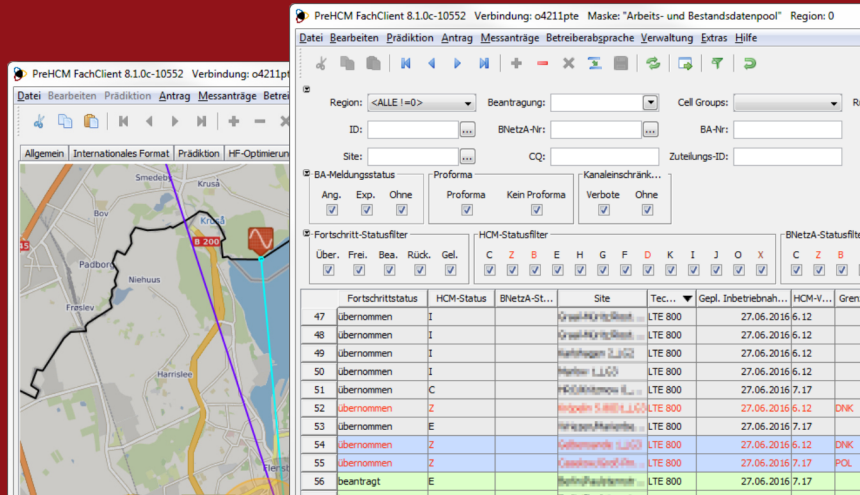 PreHCM FachClient 8.1.0c-10552 Verbindung: o4211pte Maske: "Arbeits- und Bestandsdatenpool" Region: 0
Datei Bearbeiten Prädiktion Antrag Messanträge Betreiberabsprache Verwaltung Extras Hilfe
Region: <ALLE !=0> Beantragung: Cell Groups:
ID: BNetzA-Nr: BA-Nr:
Site: CQ: Zuteilungs-ID:
BA-Meldungsstatus Proforma Kanaleinschränk...
Ang. Exp. Ohne Proforma Kein Proforma Verbote Ohne
Fortschritt-Statusfilter HCM-Statusfilter BNetzA-Statusfilte
Über. Frei. Bea. Rück. Gel. C Z B E H G F D K I J O X C Z B
Fortschrittstatus HCM-Status BNetzA-St... Site Tec... Gepl. Inbetriebnah... HCM-V... Gren
47 übernommen I LTE 800 27.06.2016 6.12
48 übernommen I LTE 800 27.06.2016 6.12
49 übernommen I LTE 800 27.06.2016 6.12
50 übernommen I LTE 800 27.06.2016 6.12
51 übernommen C LTE 800 27.06.2016 7.17
52 übernommen Z LTE 800 27.06.2016 6.12 DNK
53 übernommen E LTE 800 27.06.2016 7.17
54 übernommen Z LTE 800 27.06.2016 6.12 DNK
55 übernommen Z LTE 800 27.06.2016 7.17 POL
56 beantragt E LTE 800 27.06.2016 7.17
PreHCM FachClient 8.1.0c-10552 Verbindung: o4211pt
Datei Bearbeiten Prädiktion Antrag Messanträge Betrei
Allgemein Internationales Format Prädiktion HF-Optimierun
Smedeby
Kruså
Bov
Kruså
B 200
45
Padborg
Niehuus
Frøslev
Harrislee
Flensb